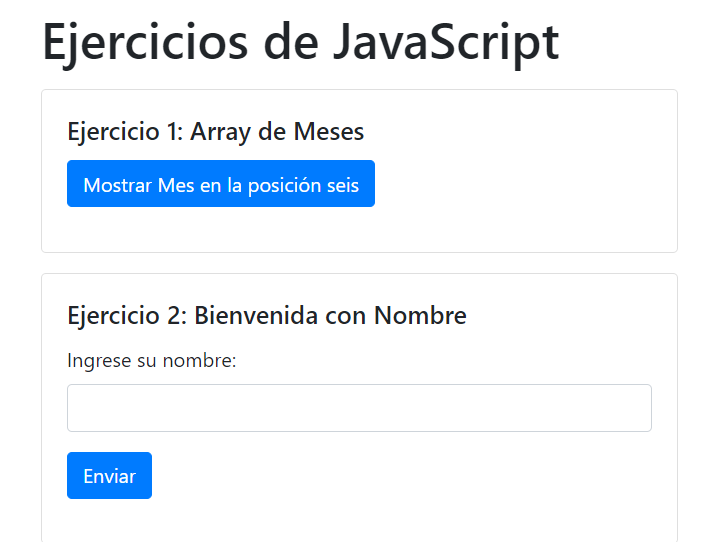 Ejercicios de JavaScript
Ejercicio 1: Array de Meses
Mostrar Mes en la posición seis
Ejercicio 2: Bienvenida con Nombre
Ingrese su nombre:
Enviar